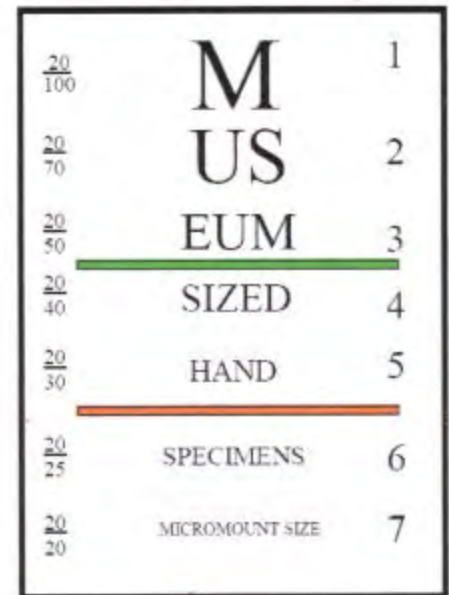 20/100 M 1
20/70 US 2
20/50 EUM 3
20/40 SIZED 4
20/30 HAND 5
20/25 SPECIMENS 6
20/20 MICROMOUNT SIZE 7